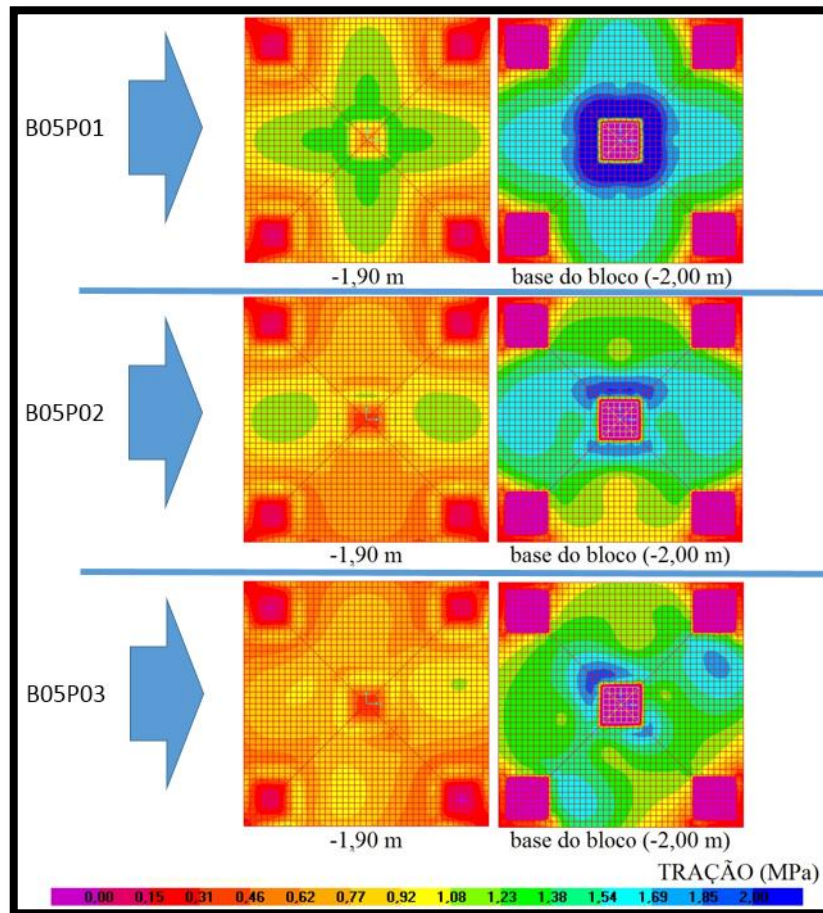 B05P01
-1,90 m
base do bloco (-2,00 m)
B05P02
-1,90 m
base do bloco (-2,00 m)
B05P03
-1,90 m
base do bloco (-2,00 m)
TRAÇÃO (MPa)
0,00 0,15 0,31 0,46 0,62 0,77 0,92 1,08 1,23 1,38 1,54 1,69 1,85 2,00